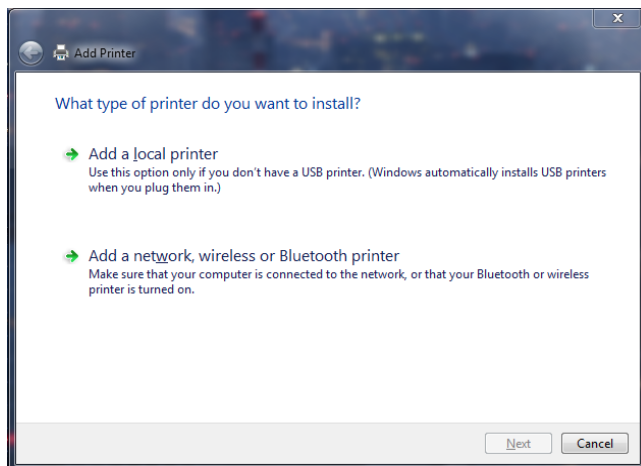 x
Add Printer
What type of printer do you want to install?
Add a local printer
Use this option only if you don't have a USB printer. (Windows automatically installs USB printers
when you plug them in.)
Add a network, wireless or Bluetooth printer
Make sure that your computer is connected to the network, or that your Bluetooth or wireless
printer is turned on.
Next Cancel